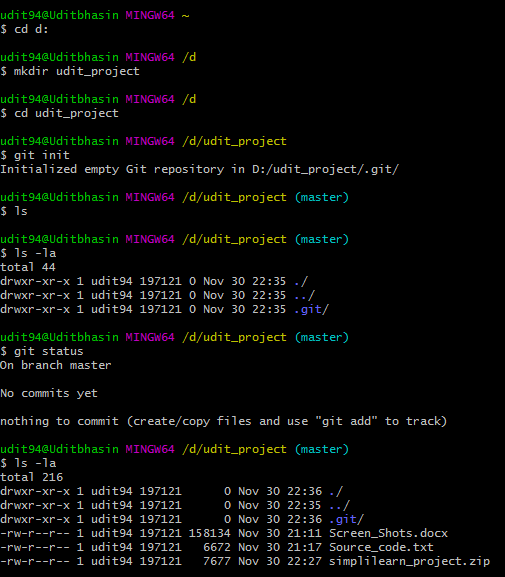 udit94@Uditbhasin MINGW64 ~
$ cd d:
udit94@Uditbhasin MINGW64 /d
$ mkdir udit_project
udit94@Uditbhasin MINGW64 /d
$ cd udit_project
udit94@Uditbhasin MINGW64 /d/udit_project
$ git init
Initialized empty Git repository in D:/udit_project/.git/
udit94@Uditbhasin MINGW64 /d/udit_project (master)
$ ls
udit94@Uditbhasin MINGW64 /d/udit_project (master)
$ ls -la
total 44
drwxr-xr-x 1 udit94 197121 0 Nov 30 22:35 ./
drwxr-xr-x 1 udit94 197121 0 Nov 30 22:35 ../
drwxr-xr-x 1 udit94 197121 0 Nov 30 22:35 .git/
udit94@Uditbhasin MINGW64 /d/udit_project (master)
$ git status
On branch master
No commits yet
nothing to commit (create/copy files and use "git add" to track)
udit94@Uditbhasin MINGW64 /d/udit_project (master)
$ ls -la
total 216
drwxr-xr-x 1 udit94 197121      0 Nov 30 22:36 ./
drwxr-xr-x 1 udit94 197121      0 Nov 30 22:35 ../
drwxr-xr-x 1 udit94 197121      0 Nov 30 22:36 .git/
-rw-r--r-- 1 udit94 197121 158134 Nov 30 21:11 Screen_Shots.docx
-rw-r--r-- 1 udit94 197121   6672 Nov 30 21:17 Source_code.txt
-rw-r--r-- 1 udit94 197121   7677 Nov 30 22:27 simplilearn_project.zip